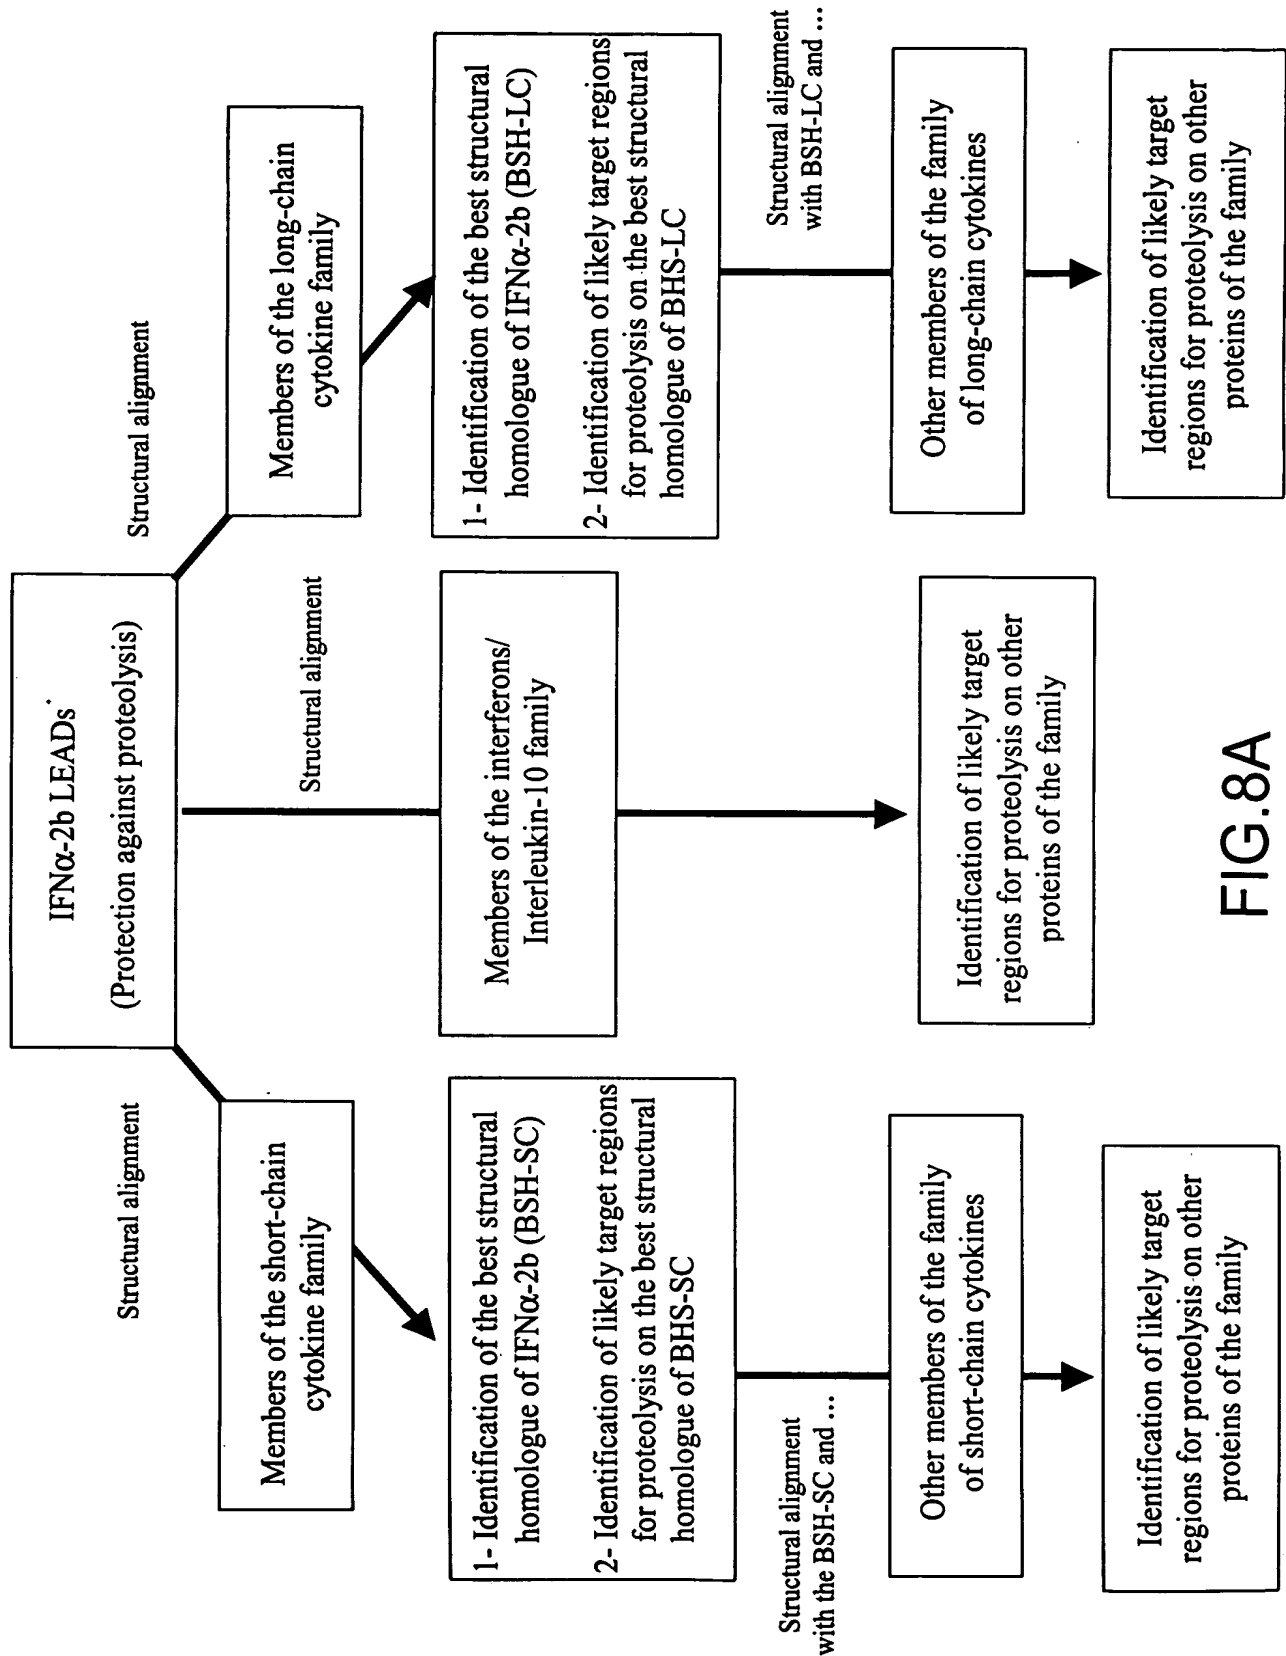 IFNα-2b LEADs
(Protection against proteolysis)
Structural alignment
Members of the short-chain
cytokine family
1- Identification of the best structural
homologue of IFNα-2b (BSH-SC)
2- Identification of likely target regions
for proteolysis on the best structural
homologue of BHS-SC
Structural alignment
with the BSH-SC and ...
Other members of the family
of short-chain cytokines
Identification of likely target
regions for proteolysis on other
proteins of the family
Structural alignment
Members of the interferons/
Interleukin-10 family
Identification of likely target
regions for proteolysis on other
proteins of the family
Structural alignment
Members of the long-chain
cytokine family
1- Identification of the best structural
homologue of IFNα-2b (BSH-LC)
2- Identification of likely target regions
for proteolysis on the best structural
homologue of BHS-LC
Structural alignment
with BSH-LC and ...
Other members of the family
of long-chain cytokines
Identification of likely target
regions for proteolysis on other
proteins of the family
FIG.8A